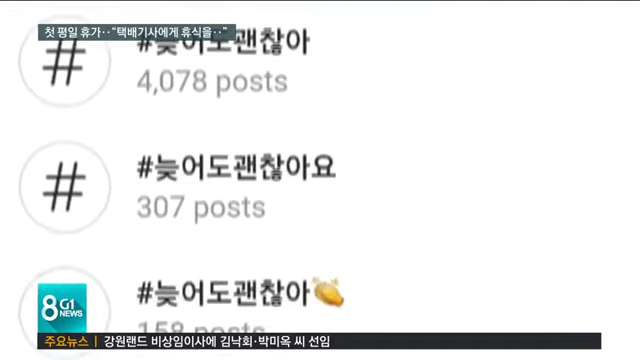 첫 평일 휴가‥"택배기사에게 휴식을‥"
#늦어도괜찮아
4,078 posts
#늦어도괜찮아요
307 posts
#늦어도괜찮아👏
158 posts
8 G1 NEWS
주요뉴스 | 강원랜드 비상임이사에 김낙회·박미옥 씨 선임